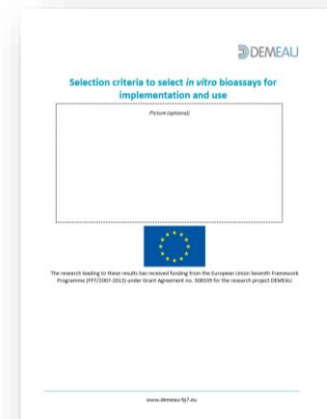 DEMEAU
Selection criteria to select in vitro bioassays for
implementation and use
Picture (optional)
The research leading to these results has received funding from the European Union Seventh Framework
Programme (FP7/2007-2013) under Grant Agreement no. 308339 for the research project DEMEAU
www.demeau-fp7.eu